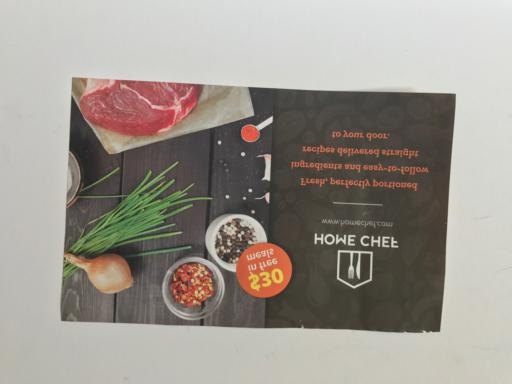 HOME CHEF
www.homechef.com
Fresh, perfectly portioned
ingredients and easy-to-follow
recipes delivered straight
to your door.
$30
in free
meals